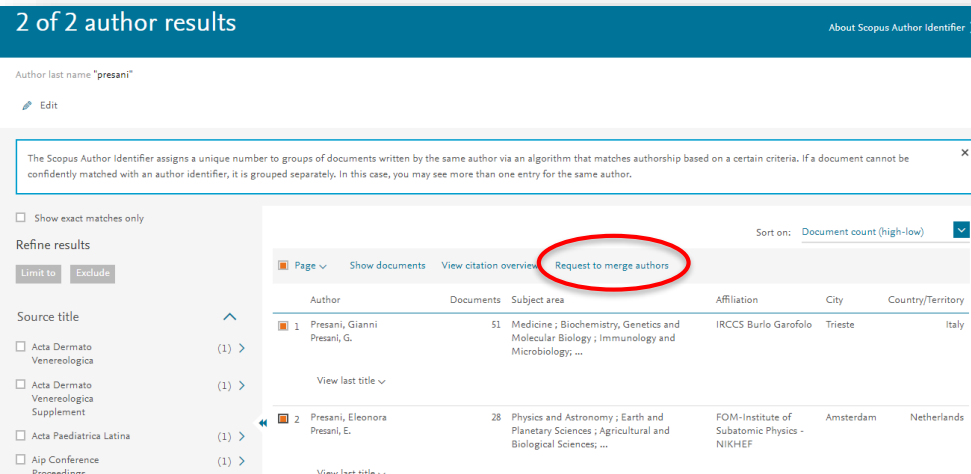 2 of 2 author results
About Scopus Author Identifier
Author last name "presani"
Edit
The Scopus Author Identifier assigns a unique number to groups of documents written by the same author via an algorithm that matches authorship based on a certain criteria. If a document cannot be
confidently matched with an author identifier, it is grouped separately. In this case, you may see more than one entry for the same author.
Show exact matches only
Sort on: Document count (high-low)
Refine results
Limit to Exclude
Page Show documents View citation overview Request to merge authors
Author Documents Subject area Affiliation City Country/Territory
Source title
1 Presani, Gianni 51 Medicine ; Biochemistry, Genetics and IRCCS Burlo Garofolo Trieste Italy
Presani, G. Molecular Biology ; Immunology and
Microbiology; ...
Acta Dermato (1)
Venereologica
View last title
Acta Dermato (1)
Venereologica
Supplement
2 Presani, Eleonora 28 Physics and Astronomy ; Earth and FOM-Institute of Amsterdam Netherlands
Presani, E. Planetary Sciences ; Agricultural and Subatomic Physics -
Biological Sciences; ... NIKHEF
Acta Paediatrica Latina (1)
Aip Conference (1)
Proceedings
View last title